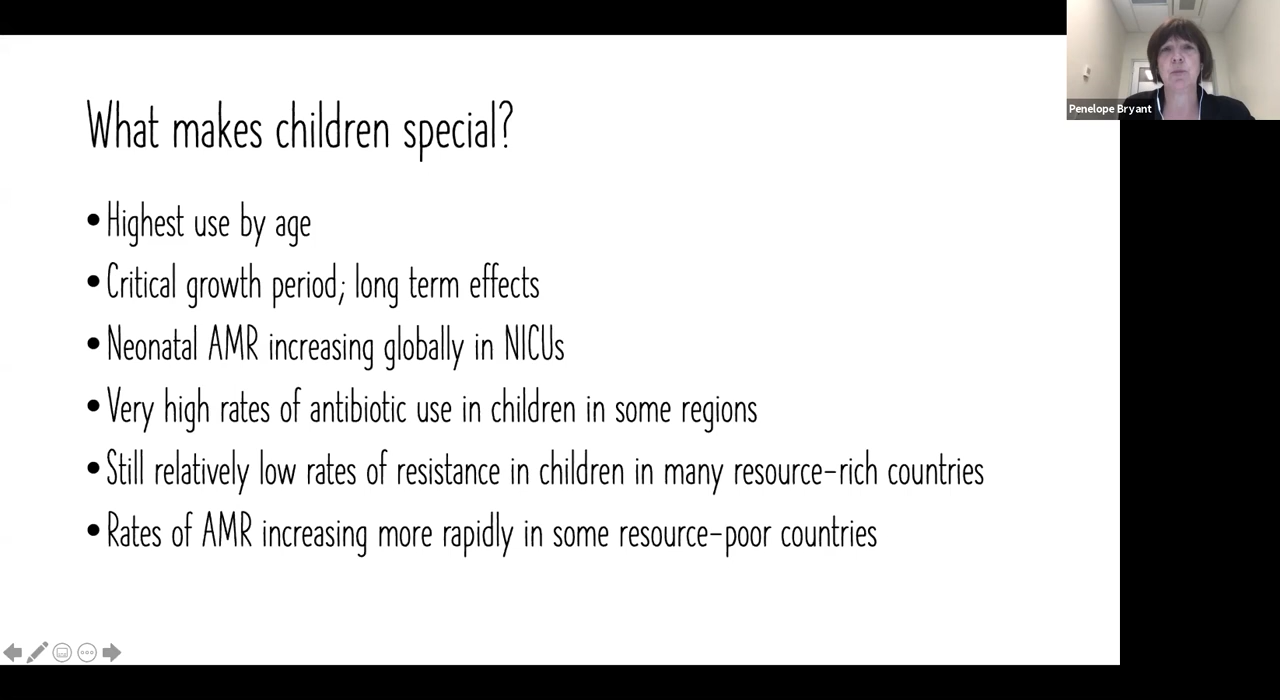 What makes children special?
• Highest use by age
• Critical growth period; long term effects
• Neonatal AMR increasing globally in NICUs
• Very high rates of antibiotic use in children in some regions
• Still relatively low rates of resistance in children in many resource-rich countries
• Rates of AMR increasing more rapidly in some resource-poor countries
Penelope Bryant